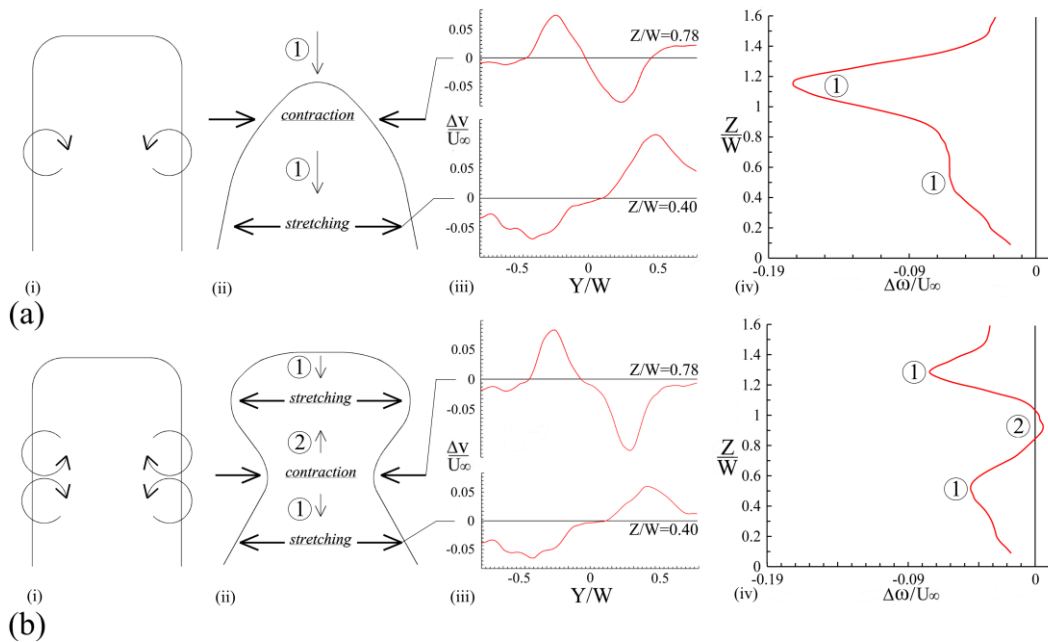 (a)
(i)
(ii)
①
contraction
①
stretching
(iii)
0.05
0
-0.05
Z/W=0.78
ΔV
U∞
0.05
0
-0.05
Z/W=0.40
-0.5
0
0.5
Y/W
(iv)
1.6
1.4
1.2
1
0.8
0.6
0.4
0.2
0
Z
W
①
①
-0.19
-0.09
0
Δω/U∞
(b)
(i)
(ii)
①
stretching
②
contraction
①
stretching
(iii)
0.05
0
-0.05
Z/W=0.78
ΔV
U∞
0.05
0
-0.05
Z/W=0.40
-0.5
0
0.5
Y/W
(iv)
1.6
1.4
1.2
1
0.8
0.6
0.4
0.2
0
Z
W
①
②
①
-0.19
-0.09
0
Δω/U∞